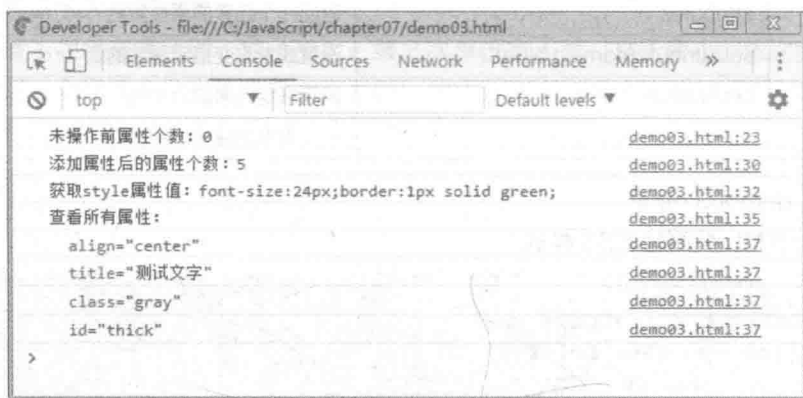 Developer Tools - file:///C:/JavaScript/chapter07/demo03.html
Elements Console Sources Network Performance Memory »
top ▼ Filter Default levels ▼
未操作前属性个数：0 demo03.html:23
添加属性后的属性个数：5 demo03.html:30
获取style属性值：font-size:24px;border:1px solid green; demo03.html:32
查看所有属性： demo03.html:35
align="center" demo03.html:37
title="测试文字" demo03.html:37
class="gray" demo03.html:37
id="thick" demo03.html:37
>